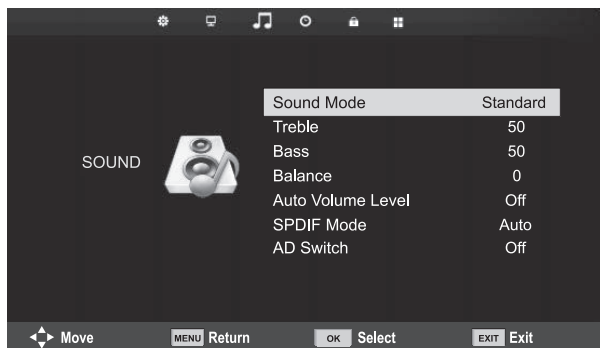 SOUND
Sound Mode Standard
Treble 50
Bass 50
Balance 0
Auto Volume Level Off
SPDIF Mode Auto
AD Switch Off
Move MENU Return OK Select EXIT Exit